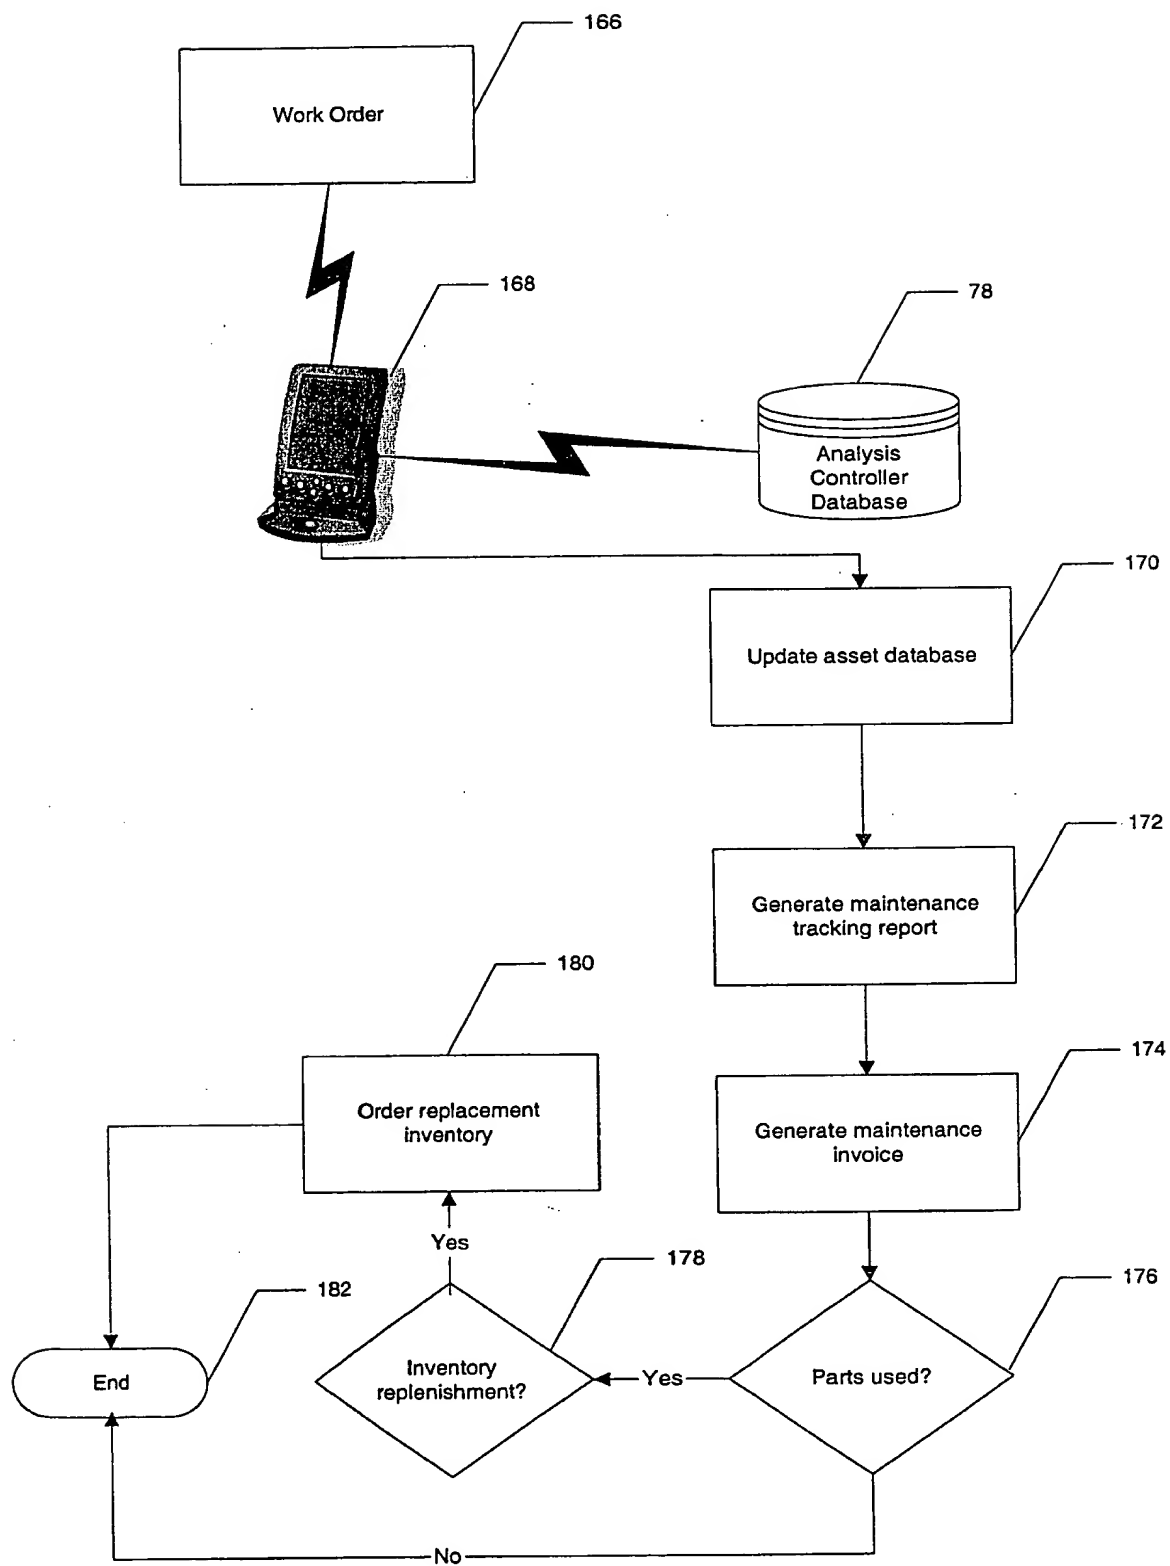 166
Work Order
168
78
Analysis
Controller
Database
170
Update asset database
172
Generate maintenance
tracking report
180
174
Order replacement
inventory
Generate maintenance
invoice
Yes
178
176
182
End
Inventory
replenishment?
Yes
Parts used?
No